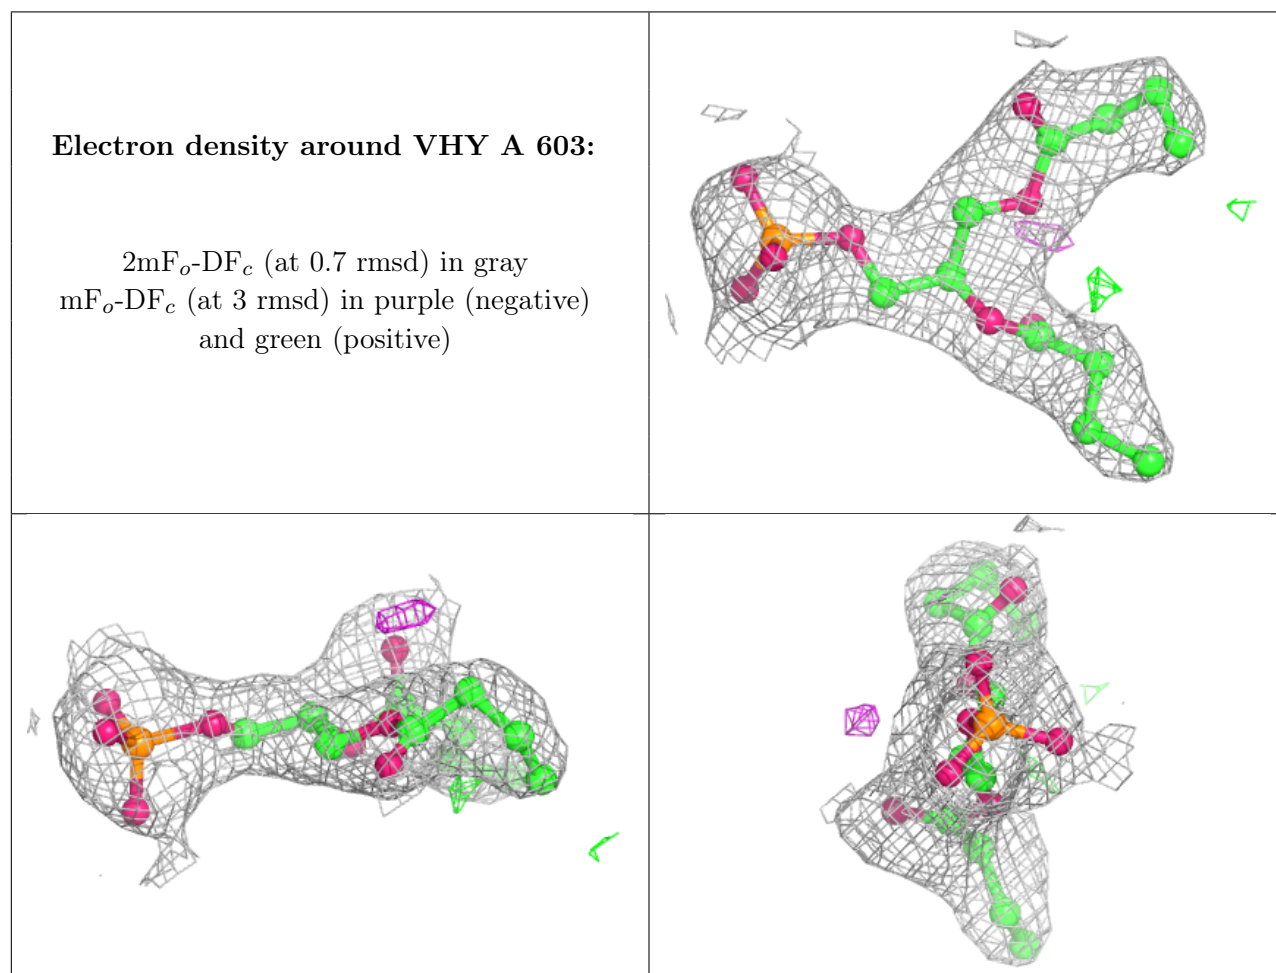 Electron density around VHY A 603:
2mFo-DFc (at 0.7 rmsd) in gray
mFo-DFc (at 3 rmsd) in purple (negative)
and green (positive)